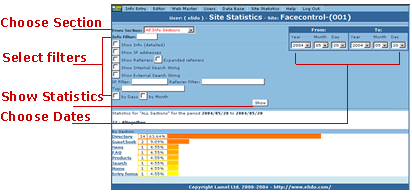 Info Entry Editor Web Master Users Data Base Site Statistics Help Log Out
User: ( elido ) - Site Statistics - Site: Facecontrol-(001)
Choose Section
From Section: All Info Sections
From: To:
Info Filter:
Year Month Day Year Month Day
2004 05 20 2004 05 20
Show Info (detailed)
Select filters
Show IP addresses
Show Referrers Expanded referrers
Show Internal Search String
Show External Search String
IP Filter: Referrer Filter:
Top:
by Days by Month
Show Statistics
Show
Choose Dates
Statistics for "ALL Sections" for the period 2004/05/20 to 2004/05/20
By Section
Directory 14 63.64%
Guestbook 2 9.09%
News 1 4.55%
FAQ 1 4.55%
Products 1 4.55%
Search 1 4.55%
Home 1 4.55%
Entry Forms 1 4.55%
Copyright Lamet Ltd. 2000-2004 - http://www.elido.com/